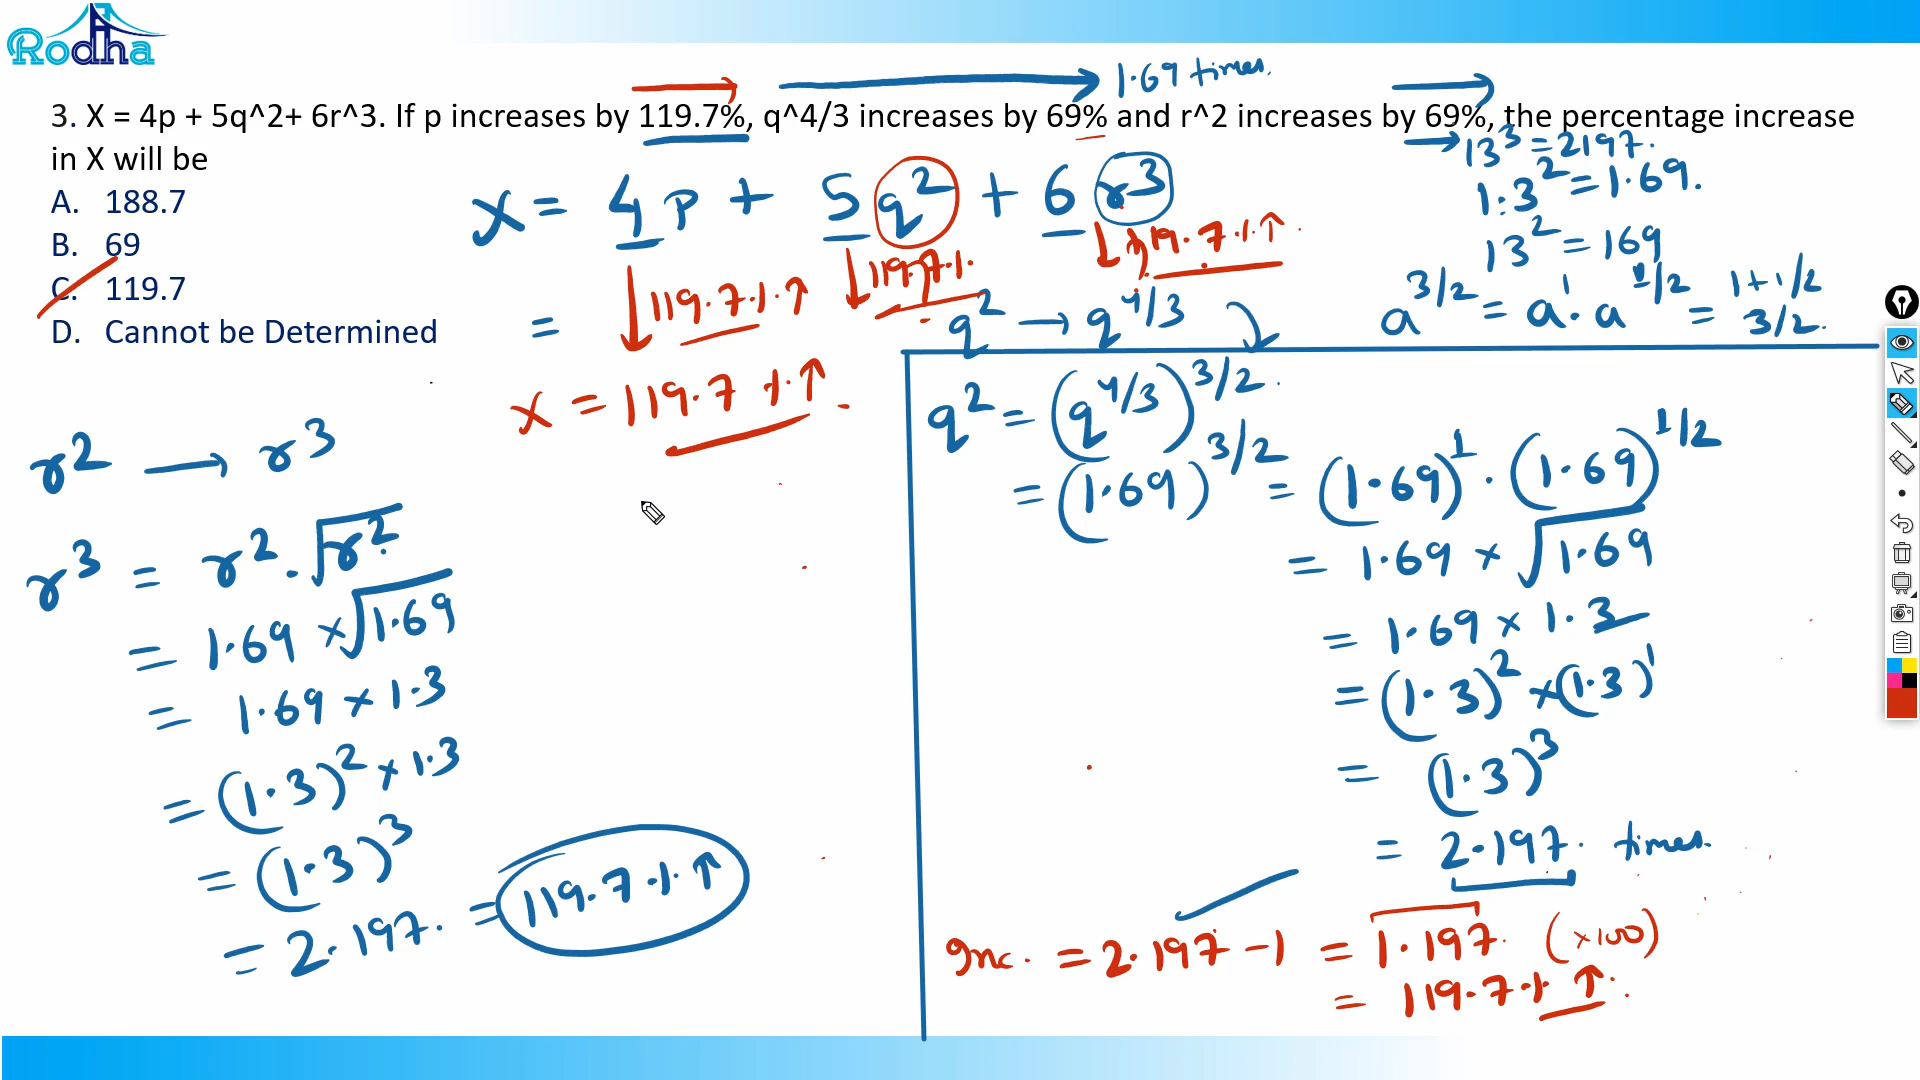 Rodha
1.69 times.
3. X = 4p + 5q^2+ 6r^3. If p increases by 119.7%, q^4/3 increases by 69% and r^2 increases by 69%, the percentage increase
in X will be
A. 188.7
B. 69
C. 119.7
D. Cannot be Determined
x = 4p + 5q² + 6r³
119.7%↑
119.7%
119.7%↑
=
x = 119.7%↑
13³ = 2197.
1.3² = 1.69.
13² = 169
a^3/2 = a¹·a^1/2 = 1+1/2
3/2.
q² → q^4/3
q² = (q^4/3)^3/2
= (1.69)^3/2 = (1.69)¹·(1.69)^1/2
= 1.69 × √1.69
= 1.69 × 1.3
= (1.3)² × (1.3)¹
= (1.3)³
= 2.197 times.
Inc. = 2.197 - 1 = 1.197 (×100)
= 119.7%↑
r² → r³
r³ = r²·√r²
= 1.69 × √1.69
= 1.69 × 1.3
= (1.3)² × 1.3
= (1.3)³
= 2.197. = 119.7%↑